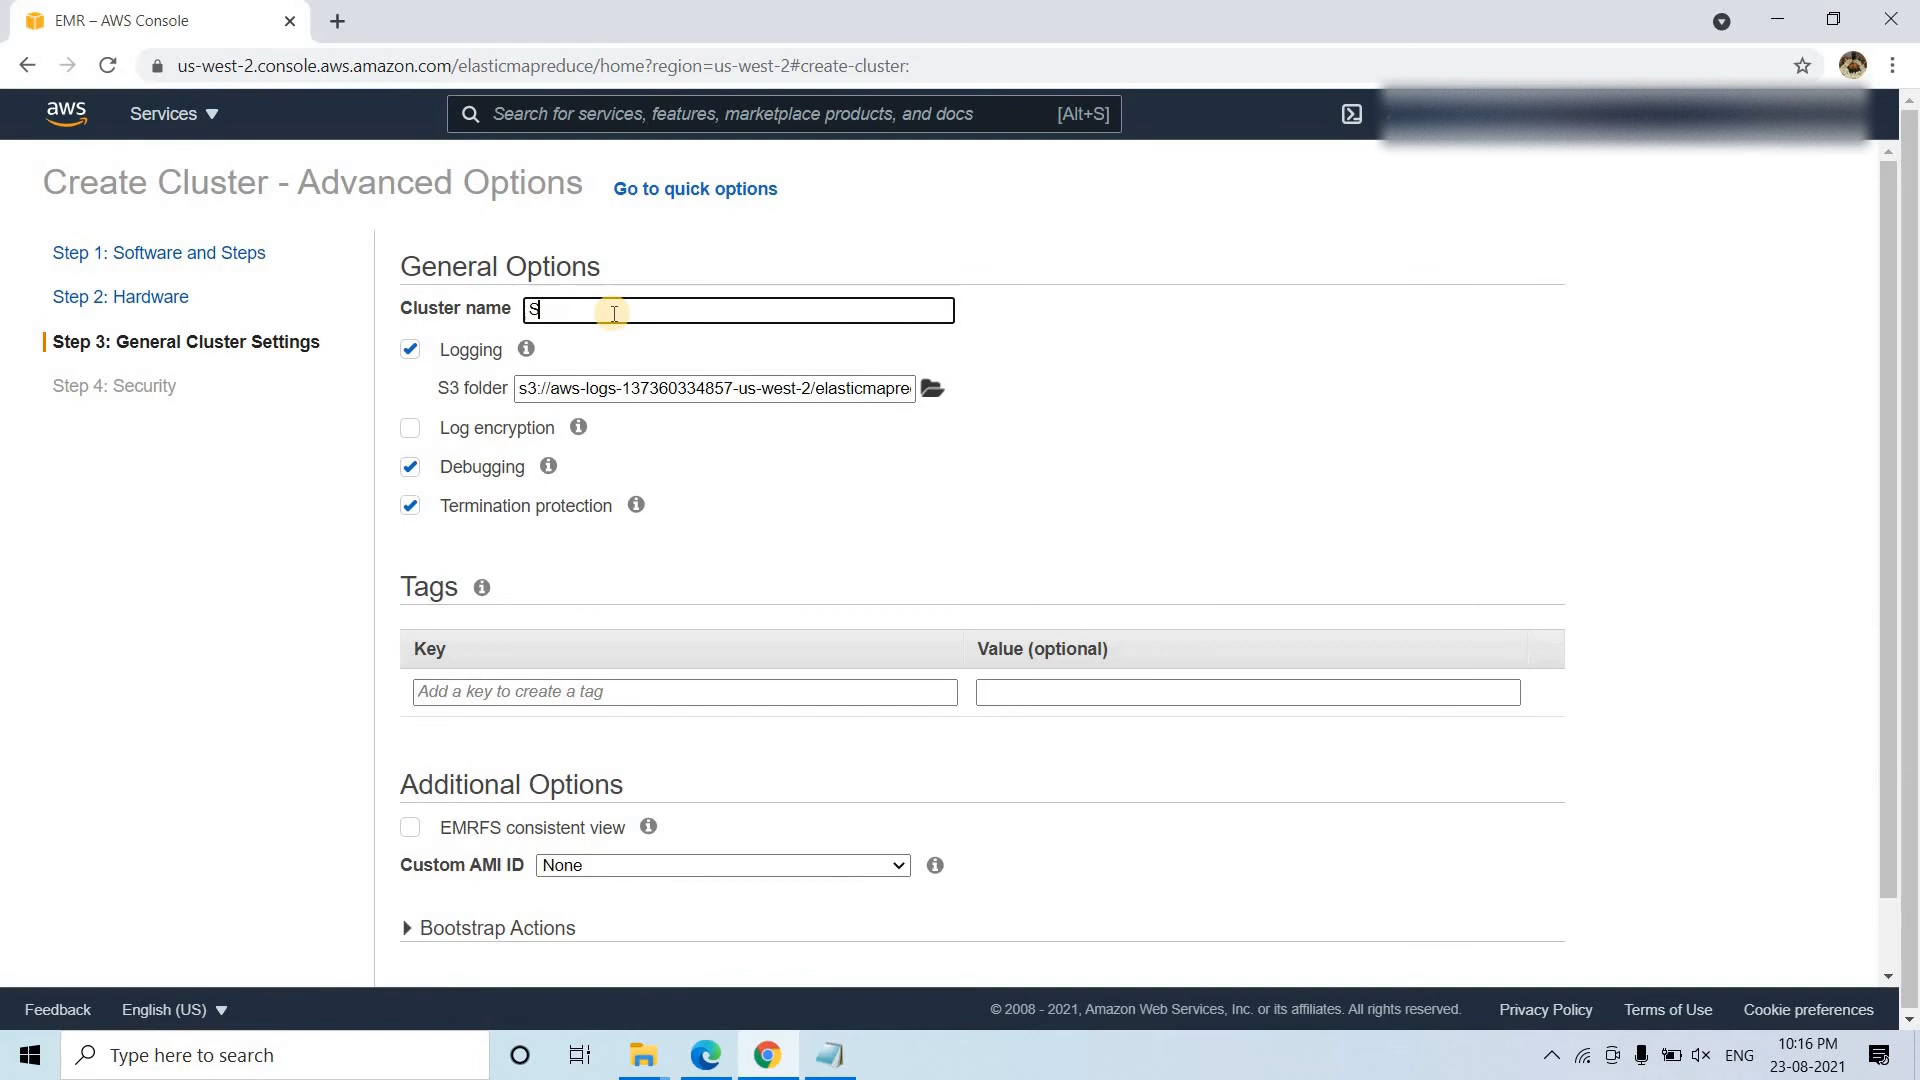 EMR – AWS Console
us-west-2.console.aws.amazon.com/elasticmapreduce/home?region=us-west-2#create-cluster:
aws
Services
Search for services, features, marketplace products, and docs
[Alt+S]
Create Cluster - Advanced Options
Go to quick options
Step 1: Software and Steps
Step 2: Hardware
Step 3: General Cluster Settings
Step 4: Security
General Options
Cluster name
S
Logging
S3 folder
s3://aws-logs-137360334857-us-west-2/elasticmapre
Log encryption
Debugging
Termination protection
Tags
Key
Value (optional)
Add a key to create a tag
Additional Options
EMRFS consistent view
Custom AMI ID
None
Bootstrap Actions
Feedback
English (US)
© 2008 - 2021, Amazon Web Services, Inc. or its affiliates. All rights reserved.
Privacy Policy
Terms of Use
Cookie preferences
Type here to search
ENG
10:16 PM
23-08-2021